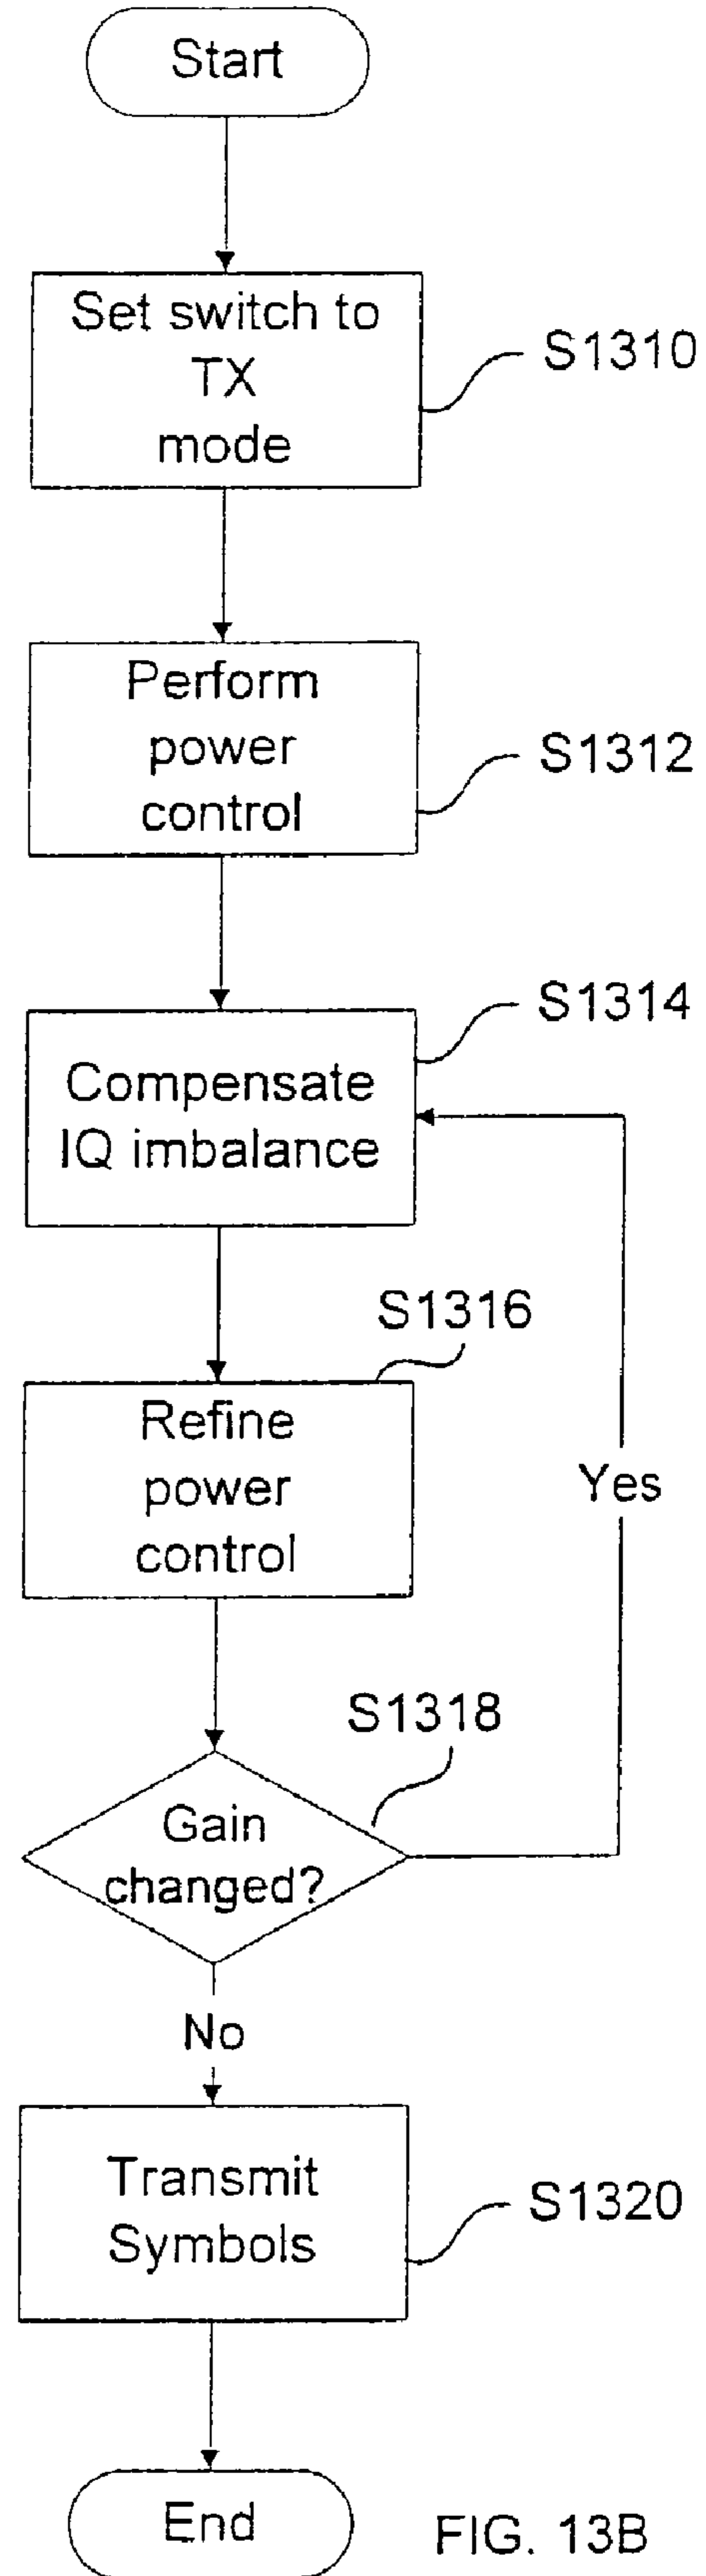 Start
Set switch to
TX
mode
S1310
Perform
power
control
S1312
S1314
Compensate
IQ imbalance
S1316
Refine
power
control
Yes
S1318
Gain
changed?
No
Transmit
Symbols
S1320
End
FIG. 13B